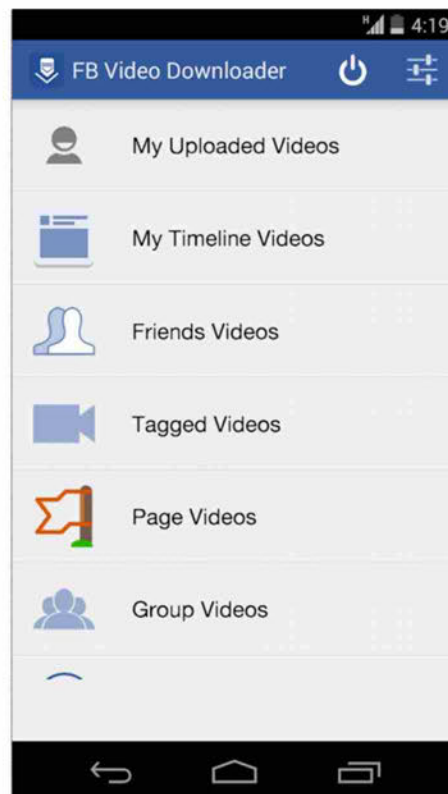 H 4:19
FB Video Downloader
My Uploaded Videos
My Timeline Videos
Friends Videos
Tagged Videos
Page Videos
Group Videos